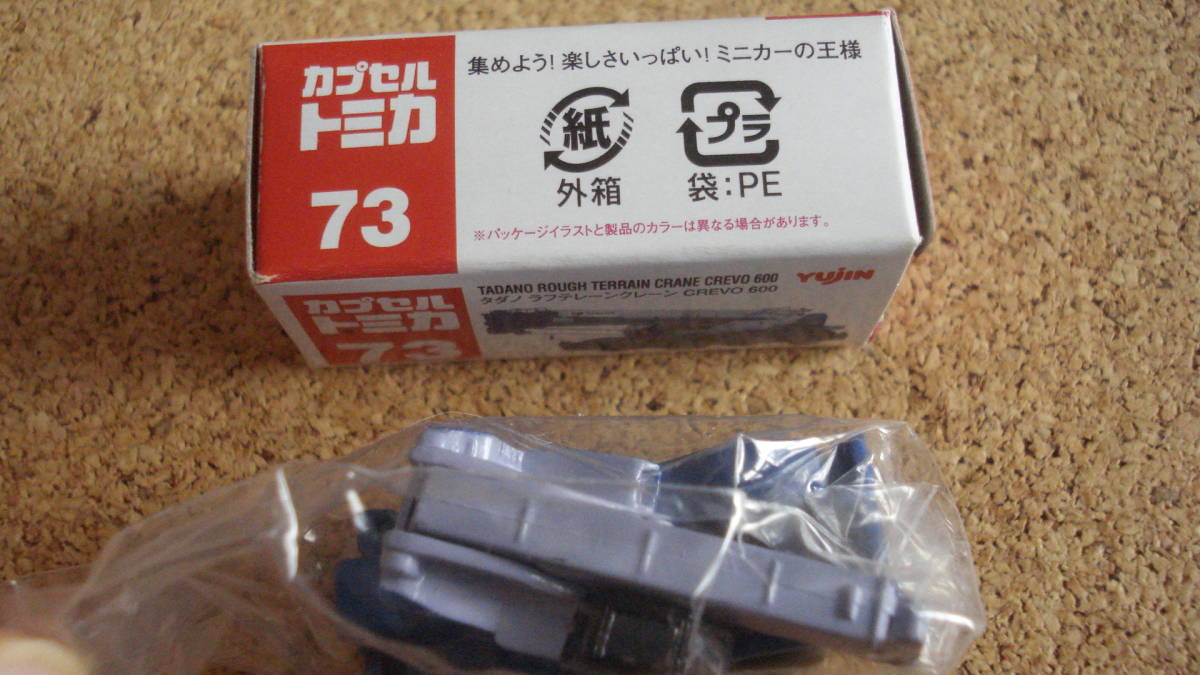 カプセル
トミカ
73
集めよう!楽しさいっぱい!ミニカーの王様
紙
外箱
プラ
袋:PE
※パッケージイラストと製品のカラーは異なる場合があります。
カプセル
トミカ
73
TADANO ROUGH TERRAIN CRANE CREVO 600
タダノ ラフテレーンクレーン CREVO 600
YUJIN